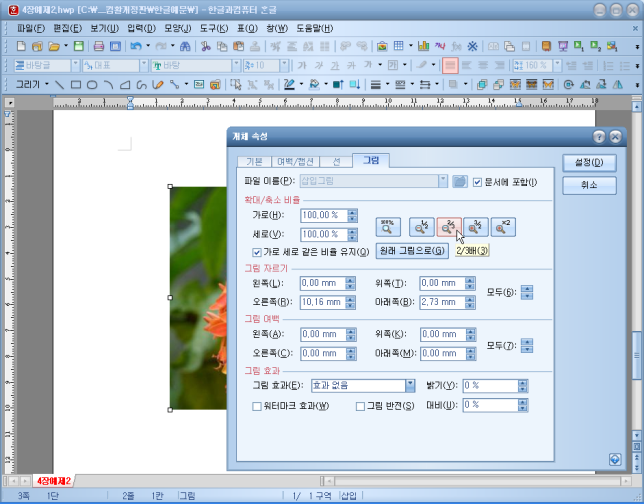 4장예제2.hwp [C:₩...김환계정전₩한글예문₩] - 한글과컴퓨터 한글
파일(F) 편집(E) 보기(U) 입력(D) 모양(J) 도구(K) 표(Q) 창(W) 도움말(H)
바탕글 대표 바탕 10 160 %
그리기
개체 속성
기본 여백/캡션 선 그림
설정(D)
취소
파일 이름(P): 삽입그림 문서에 포함(I)
확대/축소 비율
가로(H): 100,00 %
세로(V): 100,00 %
100% ½ ⅔ 3⁄2 ×2
가로 세로 같은 비율 유지(O) 원래 그림으로(G) 2/3배(3)
그림 자르기
왼쪽(L): 0,00 mm 위쪽(T): 0,00 mm
오른쪽(R): 10,16 mm 아래쪽(B): 2,73 mm
모두(6):
그림 여백
왼쪽(A): 0,00 mm 위쪽(K): 0,00 mm
오른쪽(C): 0,00 mm 아래쪽(M): 0,00 mm
모두(7):
그림 효과
그림 효과(E): 효과 없음 밝기(Y): 0 %
워터마크 효과(W) 그림 반전(S) 대비(U): 0 %
4장예제2
3쪽 1단 2줄 1칸 그림 1/ 1 구역 삽입